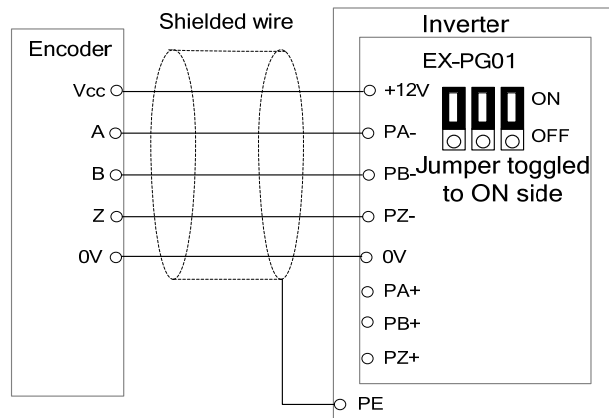 Shielded wire
Inverter
Encoder
EX-PG01
Vcc
+12V
ON
A
PA-
OFF
B
PB-
Jumper toggled
to ON side
Z
PZ-
0V
0V
PA+
PB+
PZ+
PE